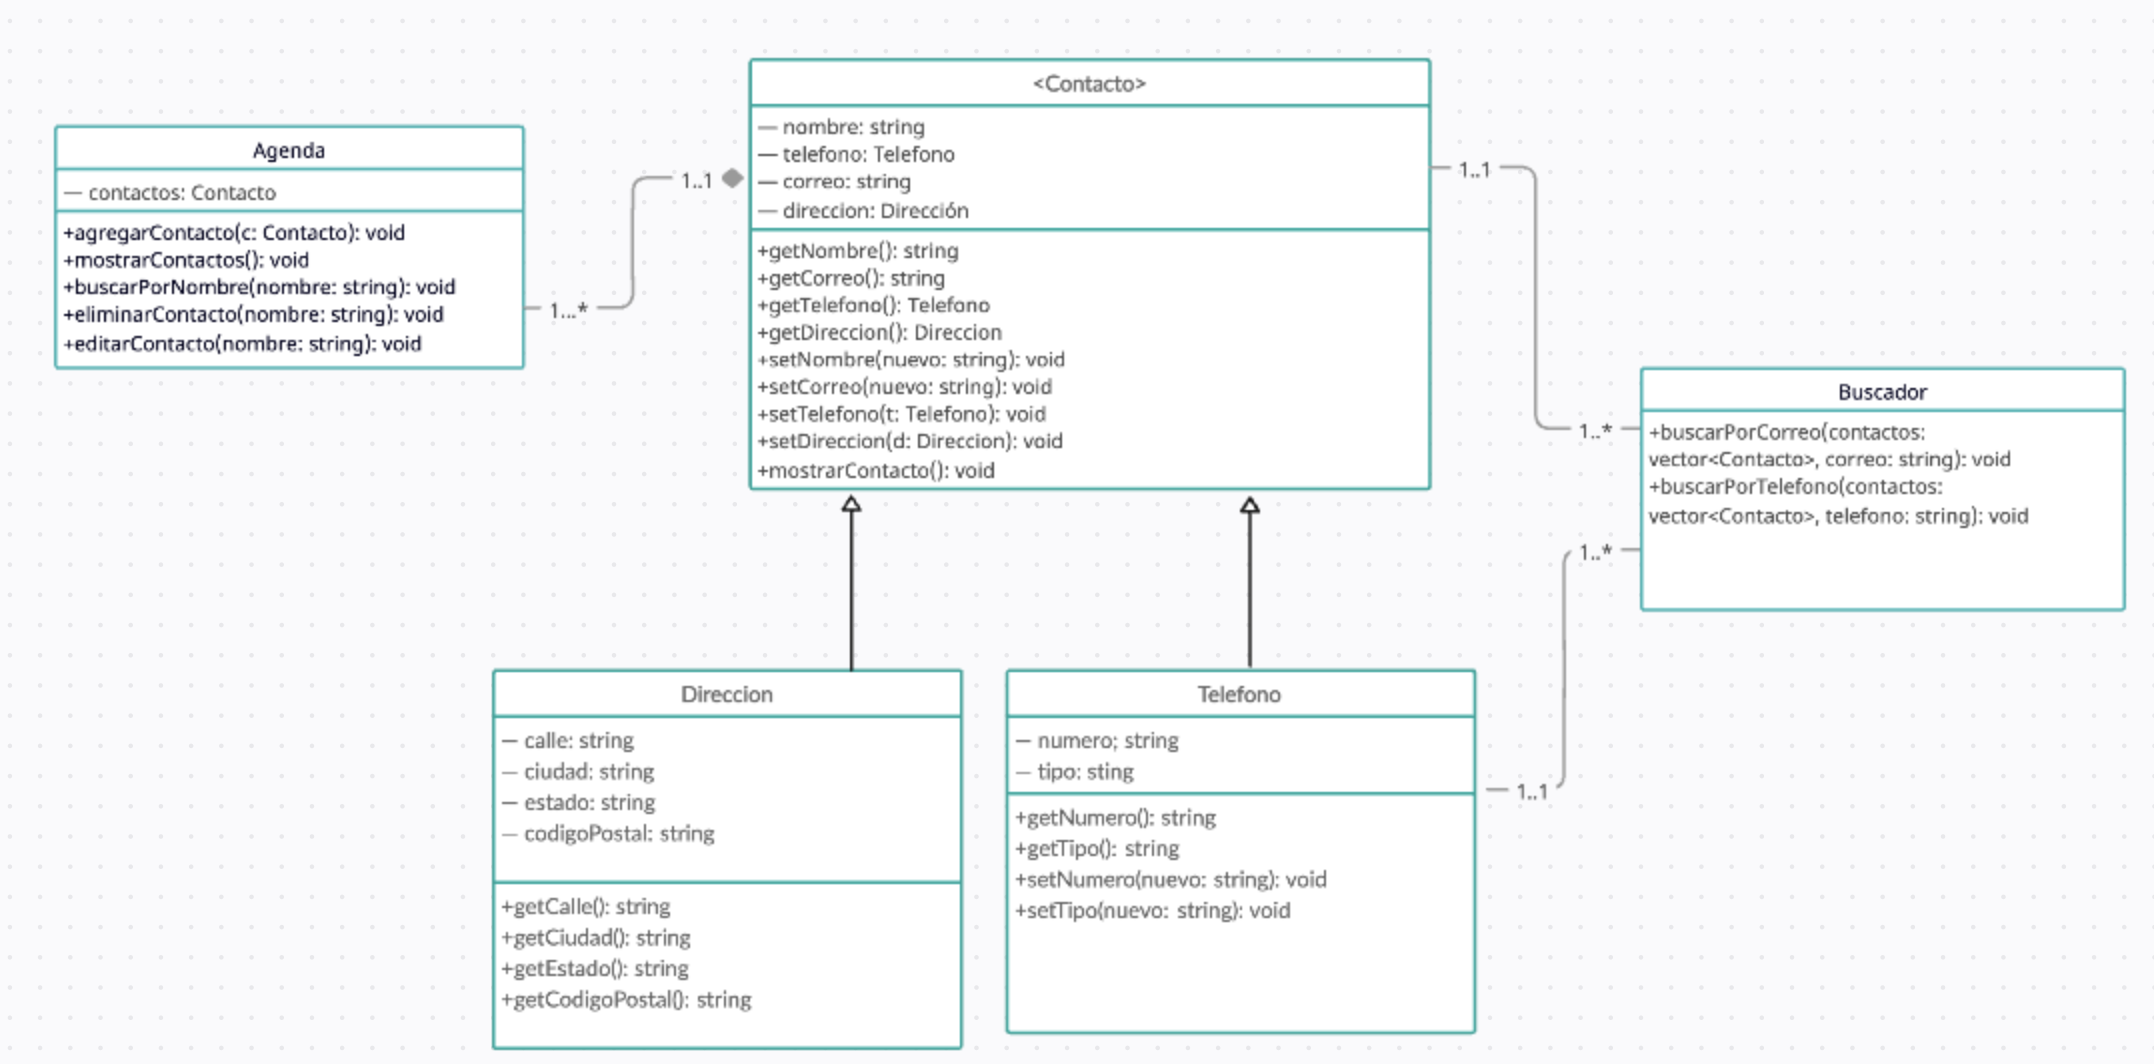 <Contacto>
— nombre: string
— telefono: Telefono
— correo: string
— direccion: Dirección
+getNombre(): string
+getCorreo(): string
+getTelefono(): Telefono
+getDireccion(): Direccion
+setNombre(nuevo: string): void
+setCorreo(nuevo: string): void
+setTelefono(t: Telefono): void
+setDireccion(d: Direccion): void
+mostrarContacto(): void
Agenda
— contactos: Contacto
+agregarContacto(c: Contacto): void
+mostrarContactos(): void
+buscarPorNombre(nombre: string): void
+eliminarContacto(nombre: string): void
+editarContacto(nombre: string): void
1..1
1...*
1..1
1..*
Buscador
+buscarPorCorreo(contactos:
vector<Contacto>, correo: string): void
+buscarPorTelefono(contactos:
vector<Contacto>, telefono: string): void
1..*
1..1
Direccion
— calle: string
— ciudad: string
— estado: string
— codigoPostal: string
+getCalle(): string
+getCiudad(): string
+getEstado(): string
+getCodigoPostal(): string
Telefono
— numero; string
— tipo: sting
+getNumero(): string
+getTipo(): string
+setNumero(nuevo: string): void
+setTipo(nuevo: string): void